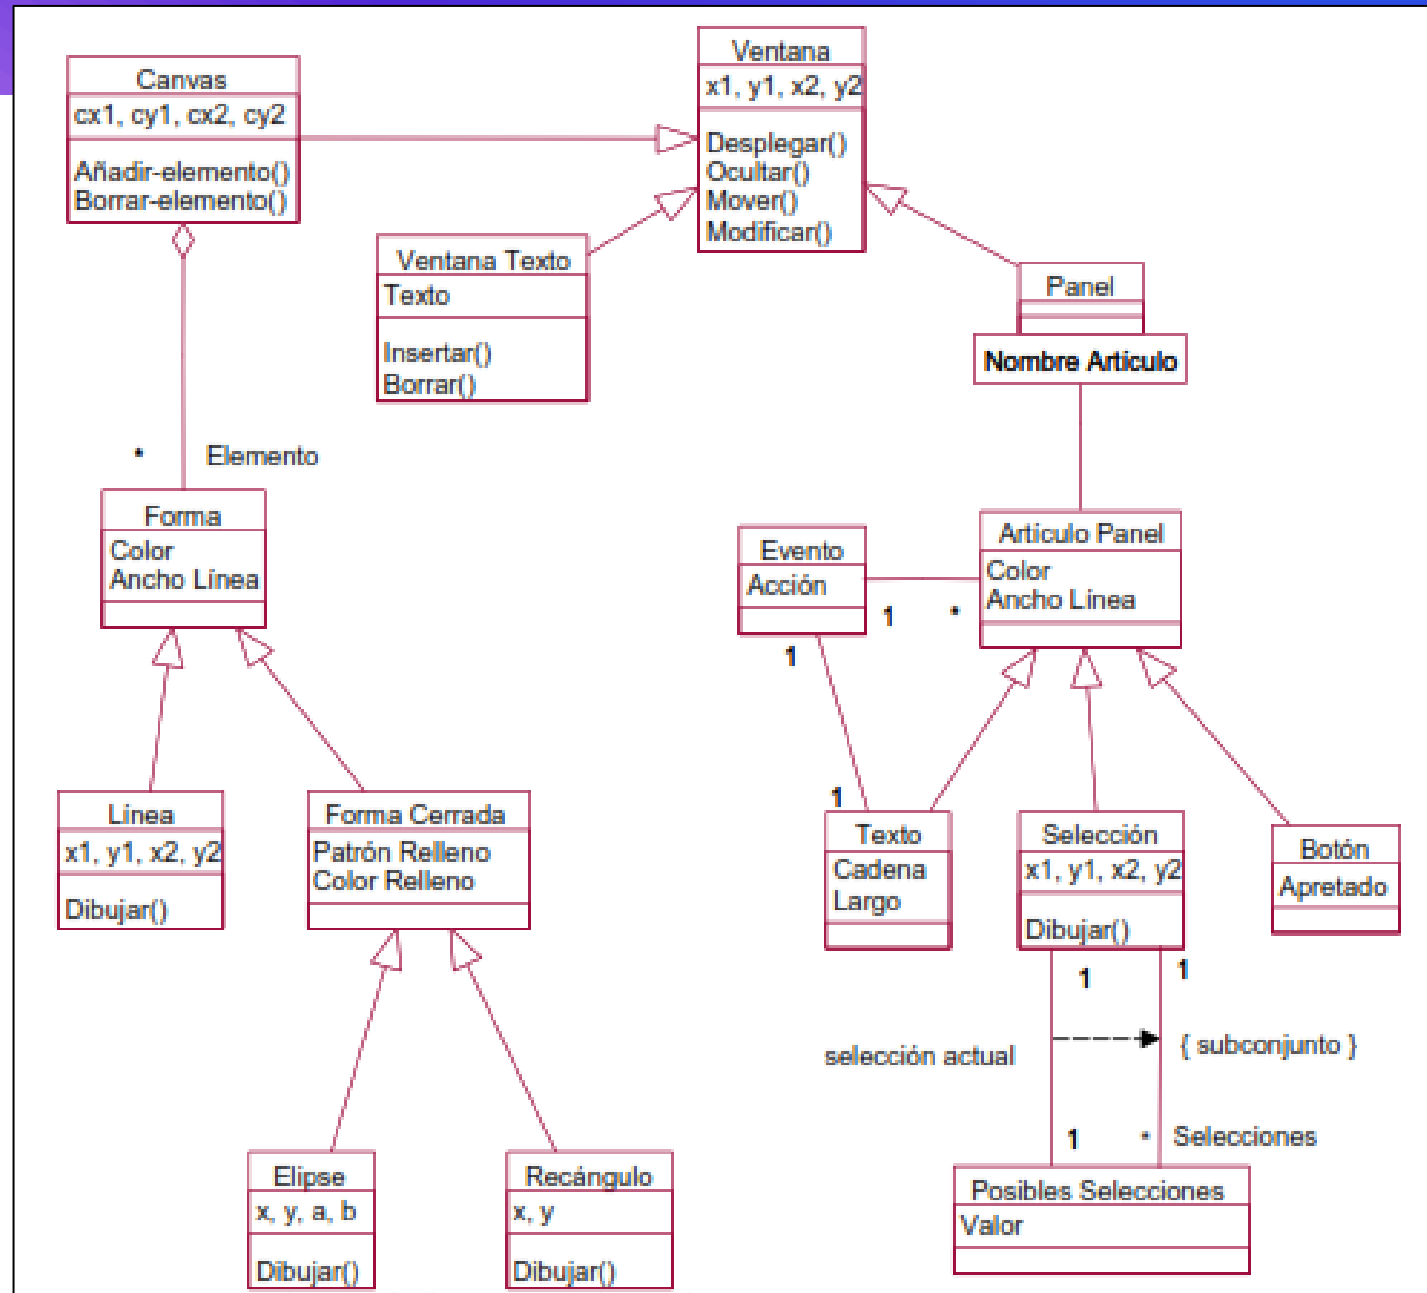 Canvas
cx1, cy1, cx2, cy2
Añadir-elemento()
Borrar-elemento()
Ventana
x1, y1, x2, y2
Desplegar()
Ocultar()
Mover()
Modificar()
Ventana Texto
Texto
Insertar()
Borrar()
Panel
Nombre Artículo
* Elemento
Forma
Color
Ancho Línea
Evento
Acción
1 *
1
Artículo Panel
Color
Ancho Línea
Línea
x1, y1, x2, y2
Dibujar()
Forma Cerrada
Patrón Relleno
Color Relleno
1
Texto
Cadena
Largo
Selección
x1, y1, x2, y2
Dibujar()
Botón
Apretado
1 1
selección actual { subconjunto }
1 * Selecciones
Elipse
x, y, a, b
Dibujar()
Recángulo
x, y
Dibujar()
Posibles Selecciones
Valor